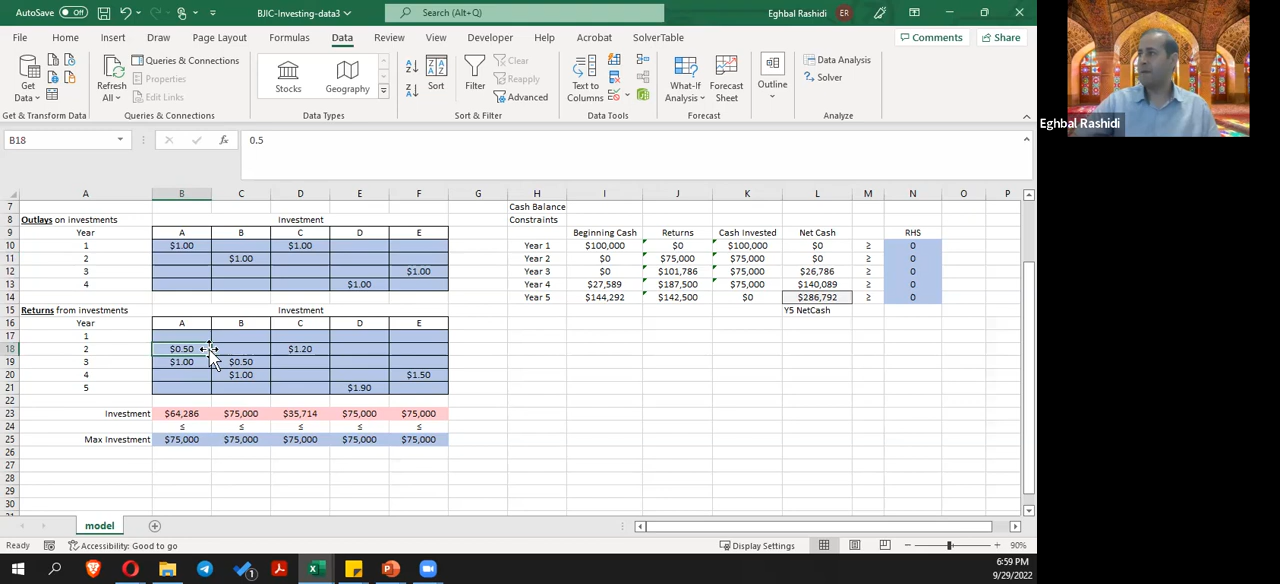 AutoSave Off BJIC-Investing-data3 Search (Alt+Q) Eghbal Rashidi ER
File Home Insert Draw Page Layout Formulas Data Review View Developer Help Acrobat SolverTable Comments Share
Get Data Refresh All Queries & Connections Properties Edit Links Stocks Geography Sort Filter Clear Reapply Advanced Text to Columns What-If Analysis Forecast Sheet Outline Data Analysis Solver
Get & Transform Data Queries & Connections Data Types Sort & Filter Data Tools Forecast Analyze
B18 fx 0.5
A B C D E F G H I J K L M N O P
7 Cash Balance
8 Outlays on investments Investment Constraints
9 Year A B C D E Beginning Cash Returns Cash Invested Net Cash RHS
10 1 $1.00 $1.00 Year 1 $100,000 $0 $100,000 $0 ≥ 0
11 2 $1.00 Year 2 $0 $75,000 $75,000 $0 ≥ 0
12 3 $1.00 Year 3 $0 $101,786 $75,000 $26,786 ≥ 0
13 4 $1.00 Year 4 $27,589 $187,500 $75,000 $140,089 ≥ 0
14 Year 5 $144,292 $142,500 $0 $286,792 ≥ 0
15 Returns from investments Investment Y5 NetCash
16 Year A B C D E
17 1
18 2 $0.50 $1.20
19 3 $1.00 $0.50
20 4 $1.00 $1.50
21 5 $1.90
22
23 Investment $64,286 $75,000 $35,714 $75,000 $75,000
24 ≤ ≤ ≤ ≤ ≤
25 Max Investment $75,000 $75,000 $75,000 $75,000 $75,000
26
27
28
29
30
model
Ready Accessibility: Good to go Display Settings 90%
1
6:59 PM
9/29/2022
Eghbal Rashidi